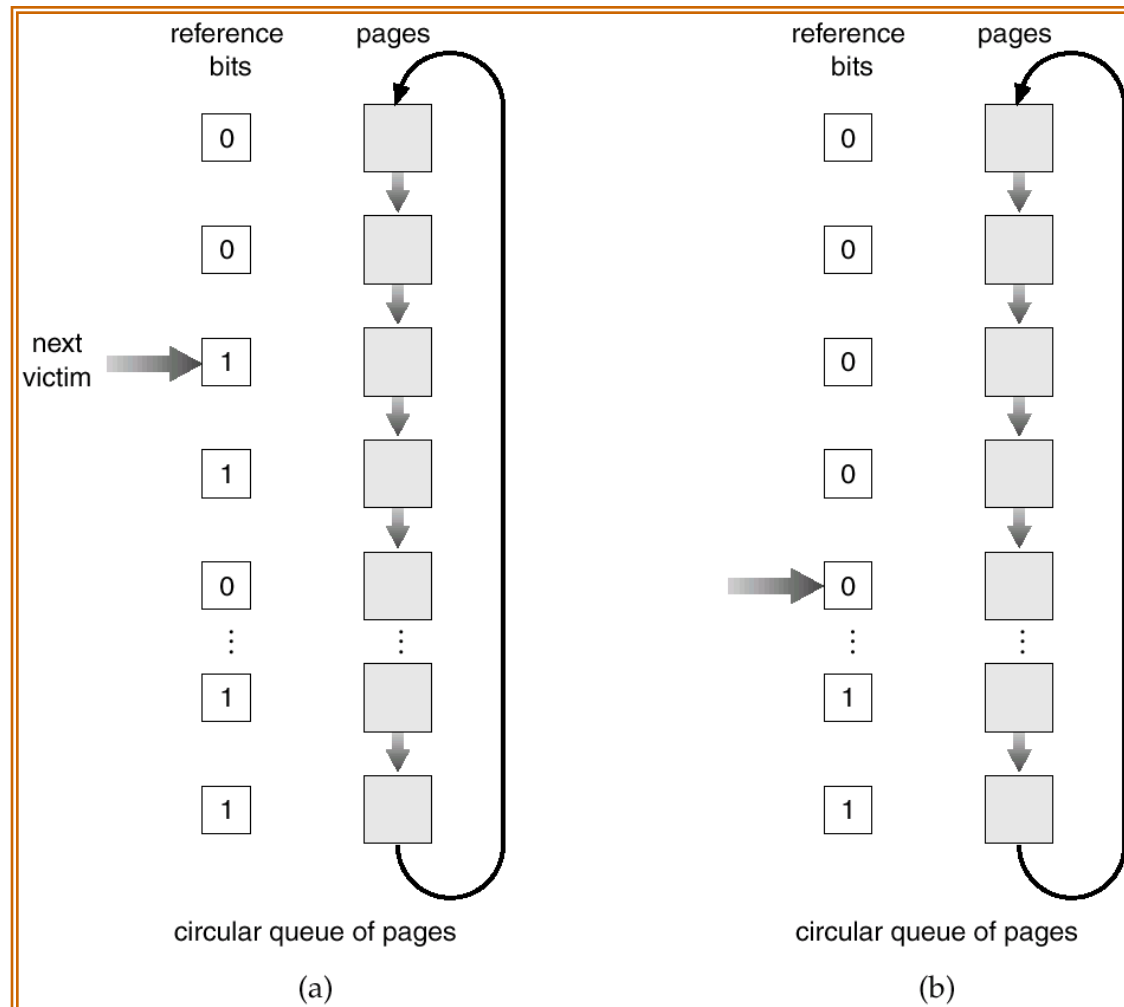 reference pages
bits
0
0
next
victim
1
1
0
⋮ ⋮
1
1
circular queue of pages
(a)
reference pages
bits
0
0
0
0
0
⋮ ⋮
1
1
circular queue of pages
(b)